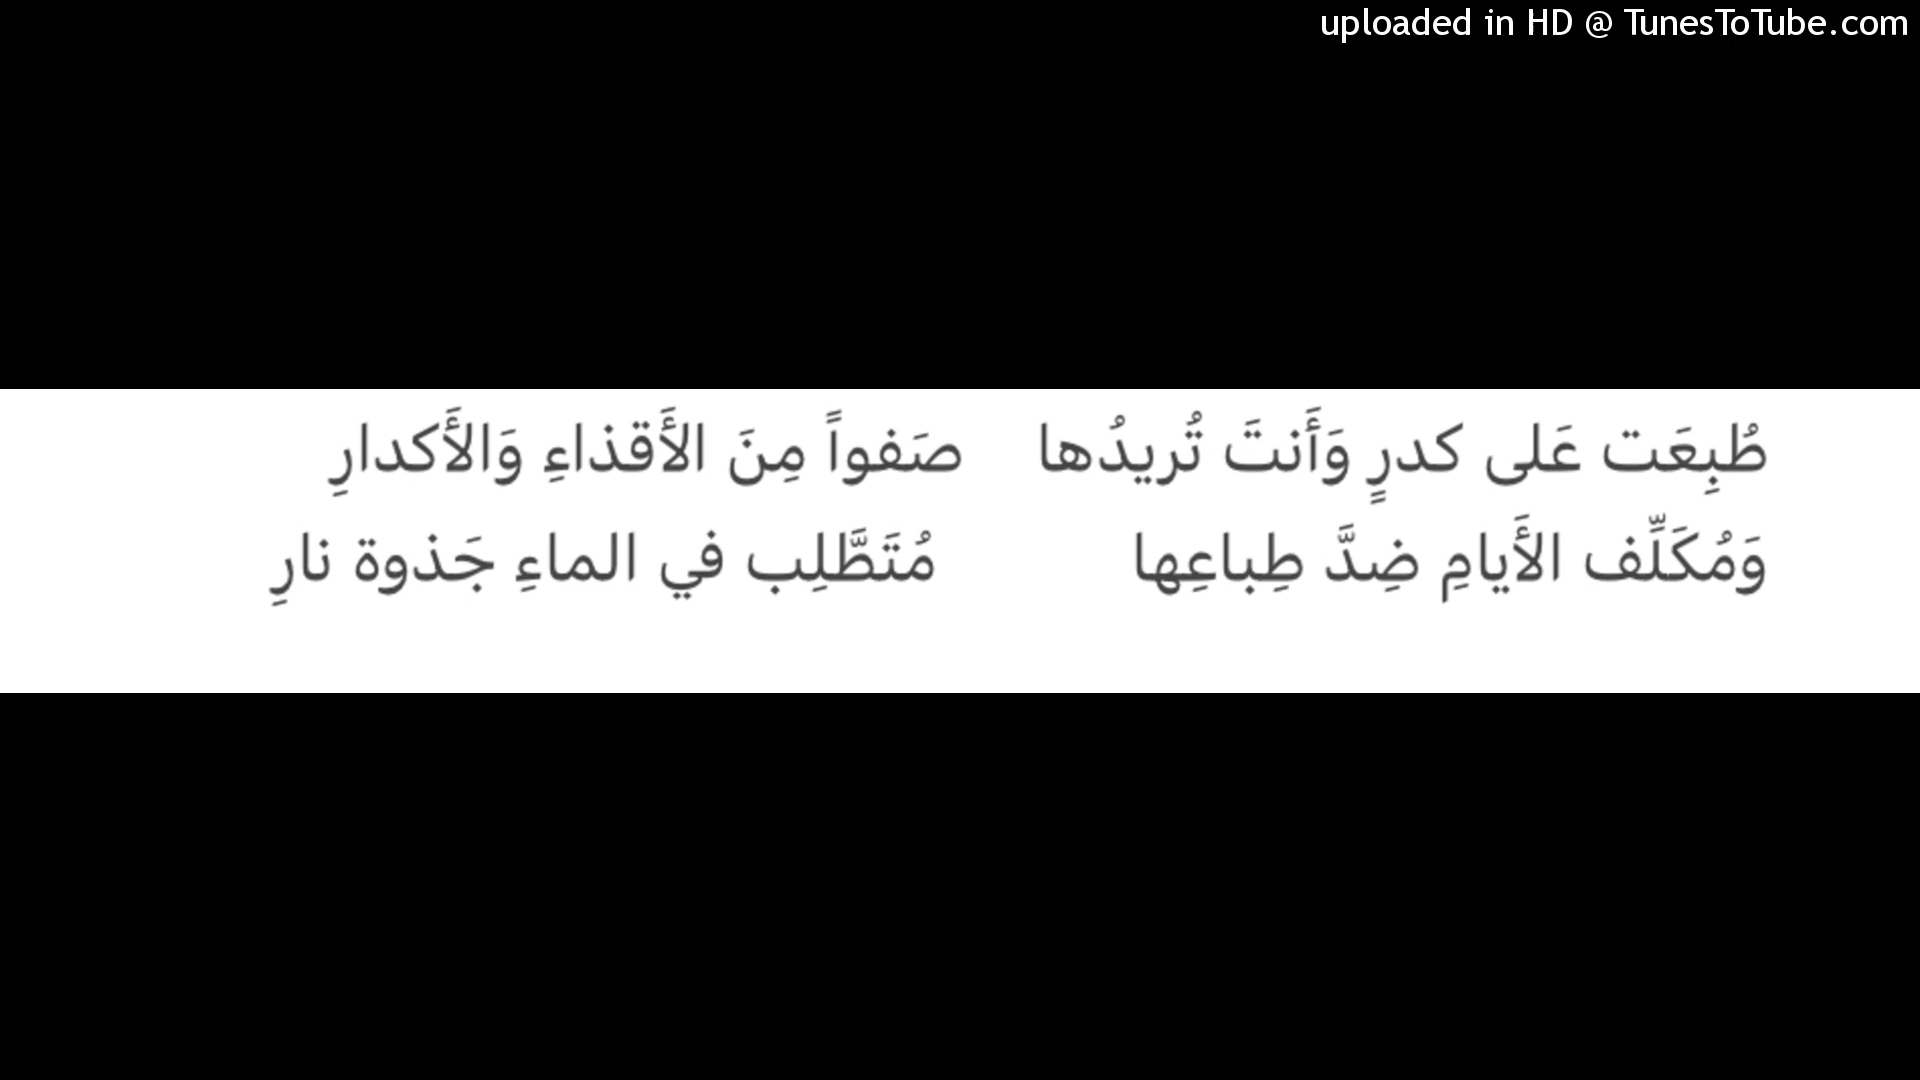 uploaded in HD @ TunesToTube.com
طُبِعَت عَلى كدرٍ وَأَنتَ تُريدُها صَفواً مِنَ الأَقذاءِ وَالأَكدارِ
وَمُكَلِّف الأَيامِ ضِدَّ طِباعِها مُتَطَّلِب في الماءِ جَذوة نارِ